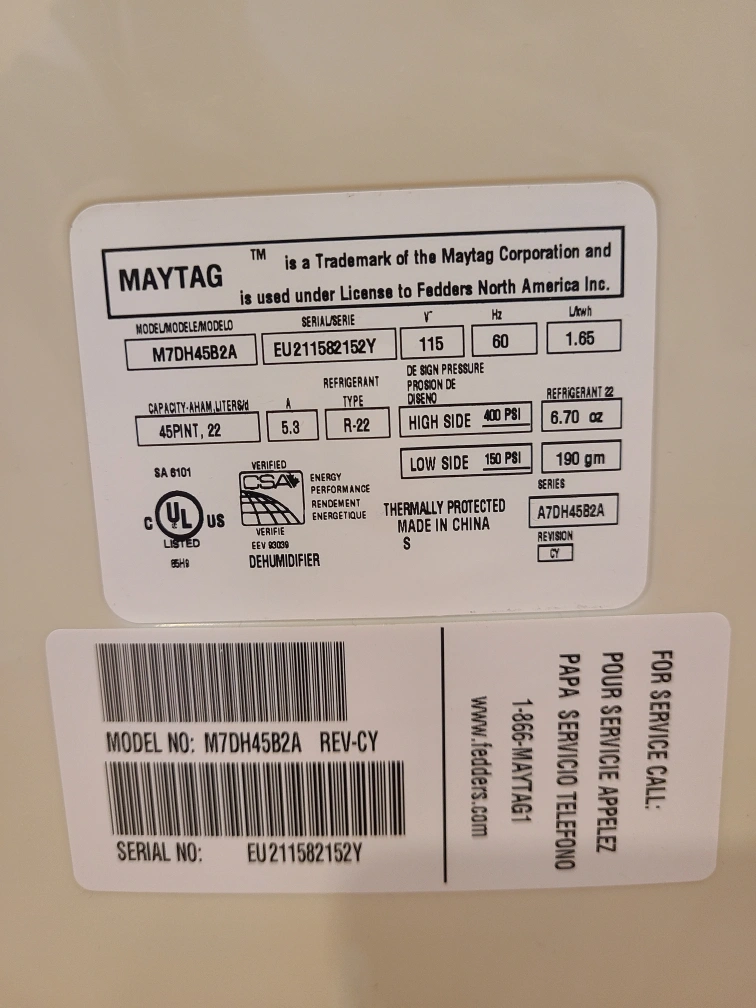 MAYTAG
TM is a Trademark of the Maytag Corporation and
is used under License to Fedders North America Inc.
MODEL/MODELE/MODELO SERIAL/SERIE V Hz L/kwh
M7DH45B2A EU211582152Y 115 60 1.65
CAPACITY-AHAM,LITERS/d A REFRIGERANT TYPE DE SIGN PRESSURE
PROSION DE
DISENO
REFRIGERANT 22
45PINT, 22 5.3 R-22 HIGH SIDE 400 PSI 6.70 oz
LOW SIDE 150 PSI 190 gm
SA 6101
C UL US
LISTED
85H9
VERIFIED
CSA
VERIFIE
EEV 93039
ENERGY
PERFORMANCE
RENDEMENT
ENERGETIQUE
DEHUMIDIFIER
THERMALLY PROTECTED
MADE IN CHINA
S
SERIES
A7DH45B2A
REVISION
CY
MODEL NO: M7DH45B2A REV-CY
SERIAL NO: EU211582152Y
FOR SERVICE CALL:
POUR SERVICIE APPELEZ
PAPA SERVICIO TELEFONO
1-866-MAYTAG1
www.fedders.com